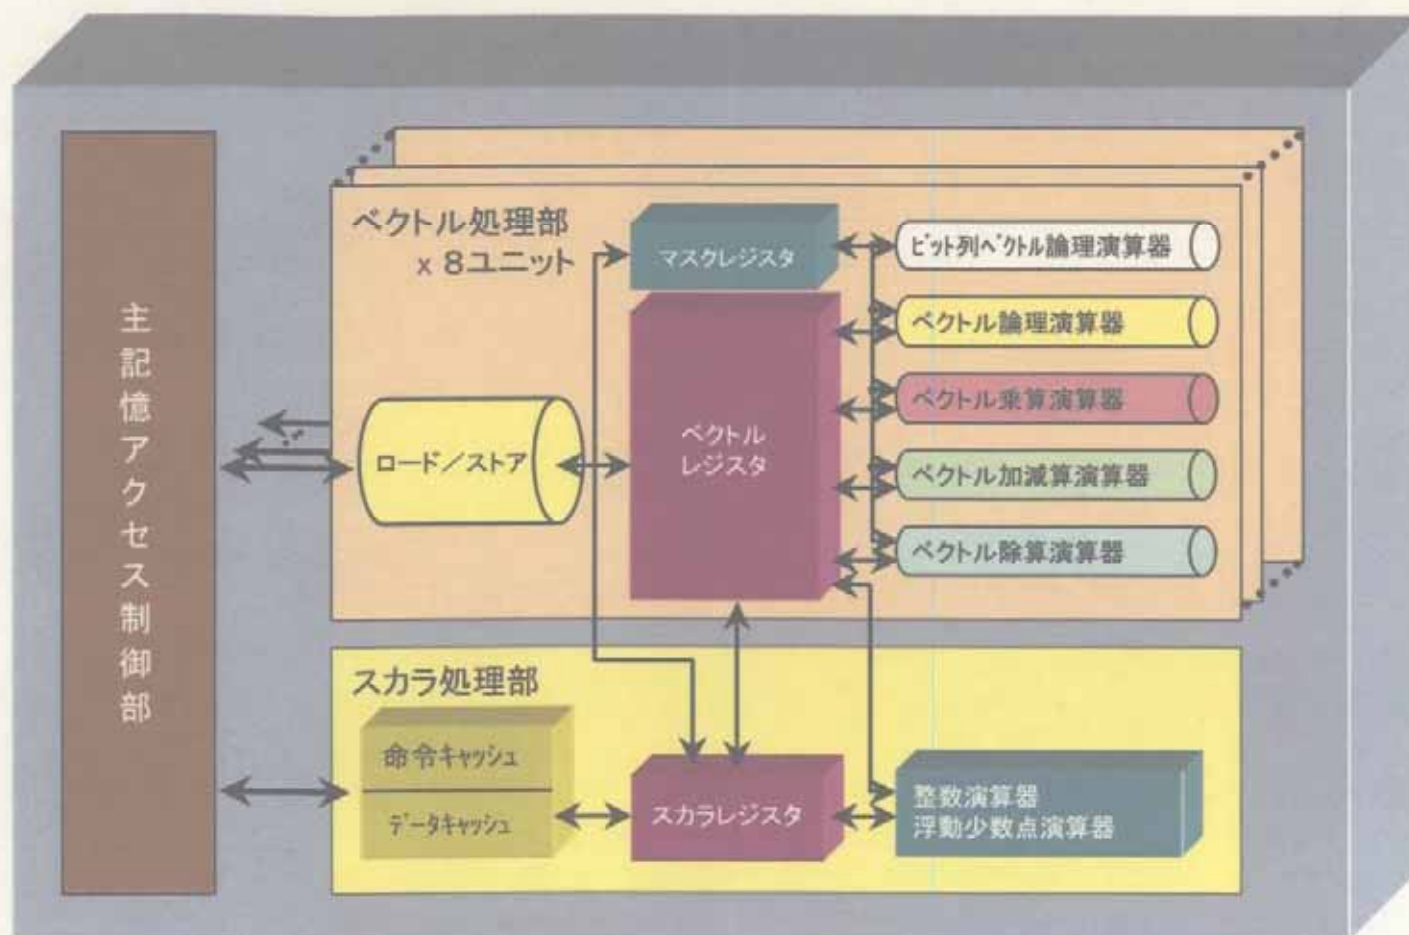 主記憶アクセス制御部
ベクトル処理部
x 8ユニット
マスクレジスタ
ビット列ベクトル論理演算器
ベクトル論理演算器
ベクトル乗算演算器
ベクトル加減算演算器
ベクトル除算演算器
ロード／ストア
ベクトル
レジスタ
スカラ処理部
命令キャッシュ
データキャッシュ
スカラレジスタ
整数演算器
浮動少数点演算器